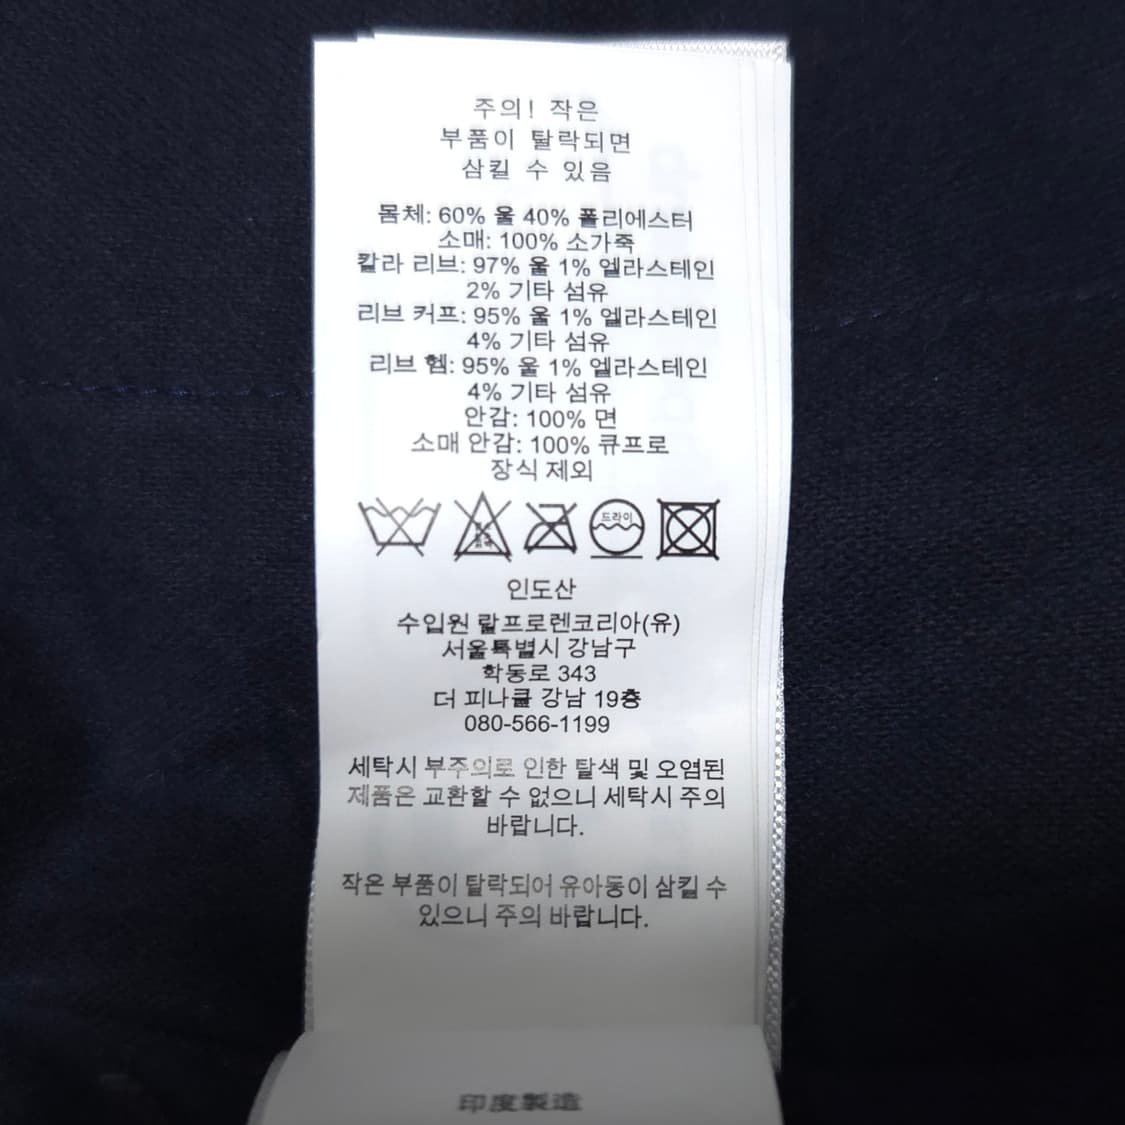 주의! 작은
부품이 탈락되면
삼킬 수 있음
몸체: 60% 울 40% 폴리에스터
소매: 100% 소가죽
칼라 리브: 97% 울 1% 엘라스테인
2% 기타 섬유
리브 커프: 95% 울 1% 엘라스테인
4% 기타 섬유
리브 헴: 95% 울 1% 엘라스테인
4% 기타 섬유
안감: 100% 면
소매 안감: 100% 큐프로
장식 제외
드라이
인도산
수입원 랄프로렌코리아(유)
서울특별시 강남구
학동로 343
더 피나클 강남 19층
080-566-1199
세탁시 부주의로 인한 탈색 및 오염된
제품은 교환할 수 없으니 세탁시 주의
바랍니다.
작은 부품이 탈락되어 유아동이 삼킬 수
있으니 주의 바랍니다.
印度製造